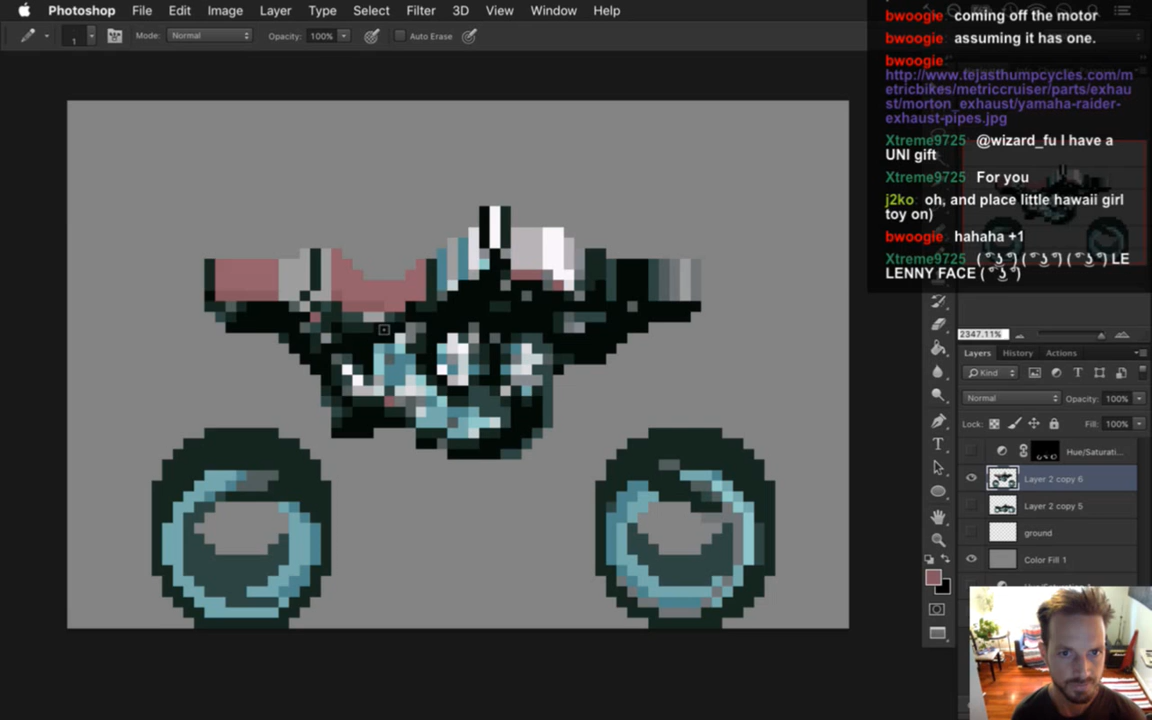 Photoshop File Edit Image Layer Type Select Filter 3D View Window Help
1 Mode: Normal Opacity: 100% Auto Erase
bwoogie coming off the motor
bwoogie assuming it has one.
bwoogie
http://www.tejasthumpcycles.com/m
etricbikes/metriccruiser/parts/exhau
st/morton_exhaust/yamaha-raider-
exhaust-pipes.jpg
Xtreme9725 @wizard_fu I have a
UNI gift
Xtreme9725 For you
j2ko oh, and place little hawaii girl
toy on)
bwoogie hahaha +1
Xtreme9725 ( ͡° ͜ʖ ͡°) ( ͡° ͜ʖ ͡°) ( ͡° ͜ʖ ͡°) LE
LENNY FACE ( ͡° ͜ʖ ͡°)
2347.11%
Layers History Actions
Kind
Normal Opacity: 100%
Lock: Fill: 100%
Hue/Saturati...
Layer 2 copy 6
Layer 2 copy 5
ground
Color Fill 1